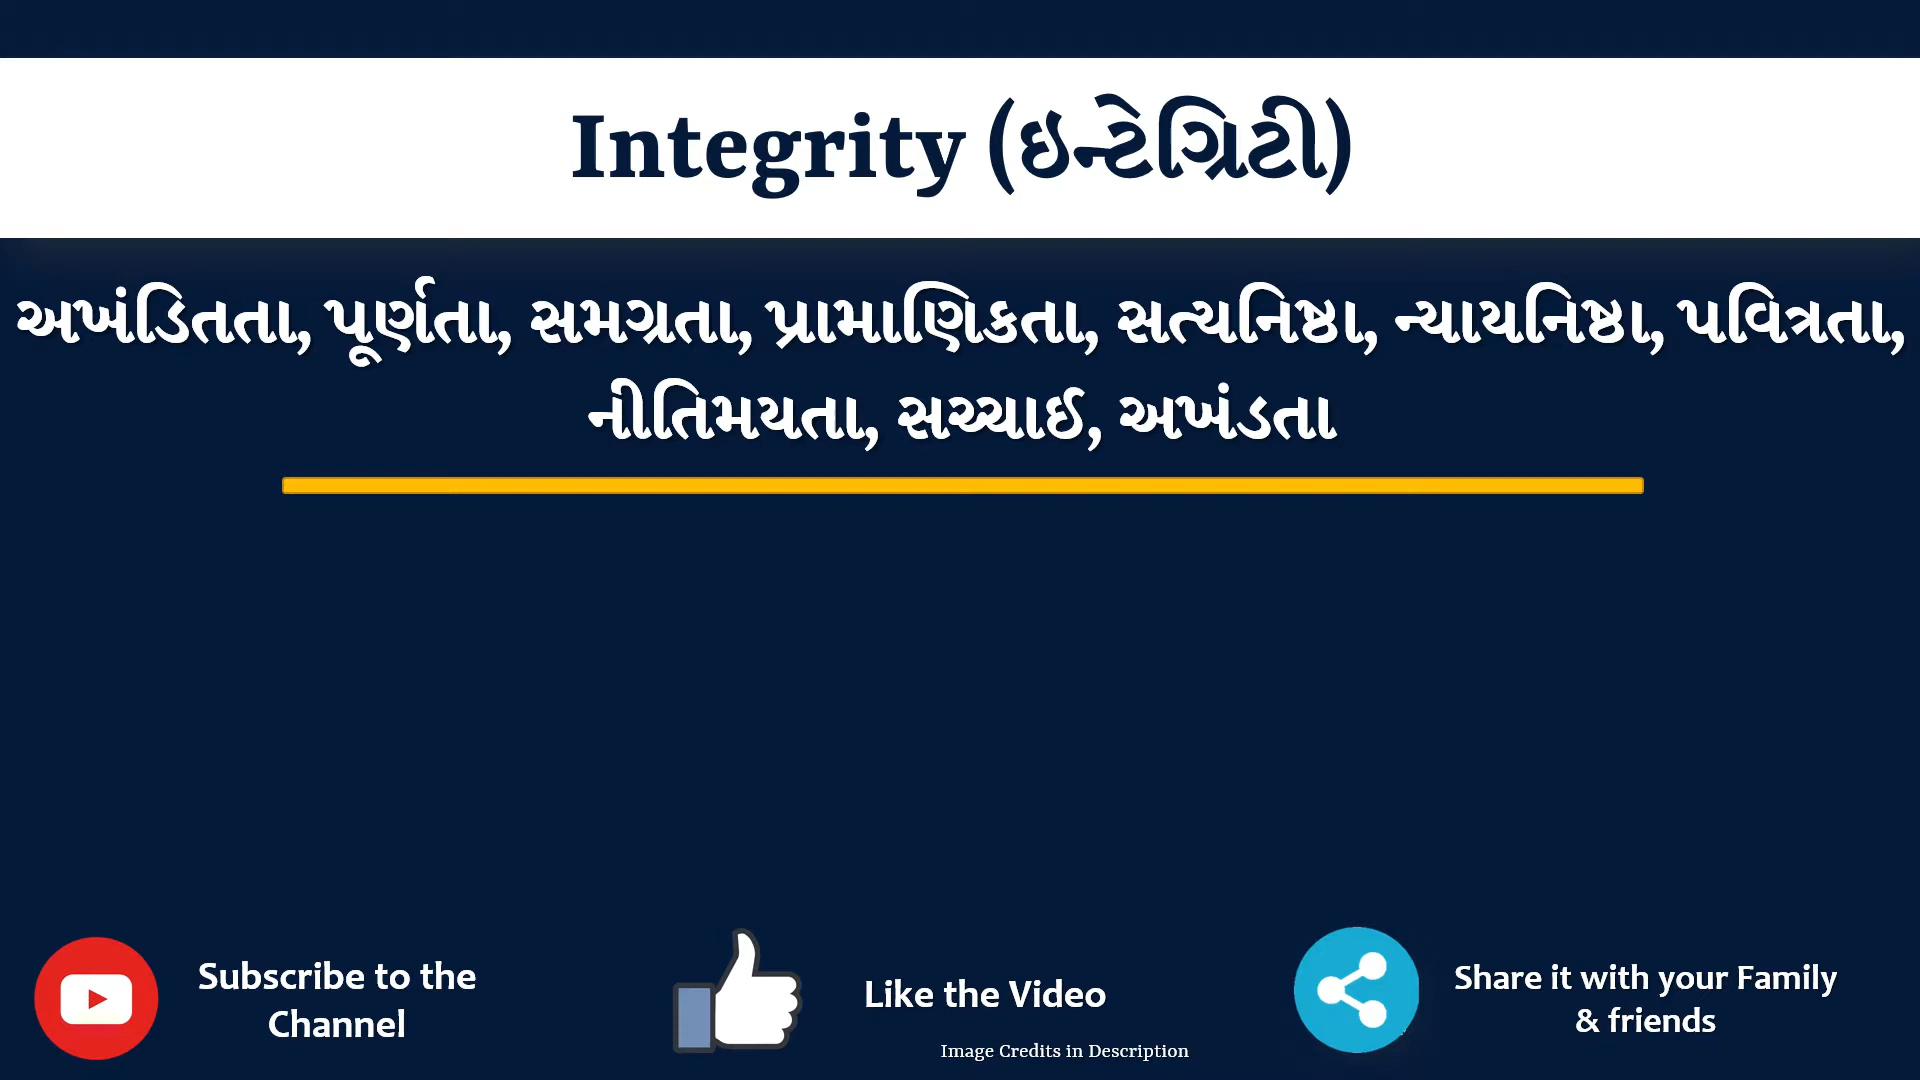 Integrity (ઇન્ટેગ્રિટી)
અખંડિતતા, પૂર્ણતા, સમગ્રતા, પ્રામાણિકતા, સત્યનિષ્ઠા, ન્યાયનિષ્ઠા, પવિત્રતા,
નીતિમયતા, સચ્ચાઈ, અખંડતા
Subscribe to the
Channel
Like the Video
Share it with your Family
& friends
Image Credits in Description